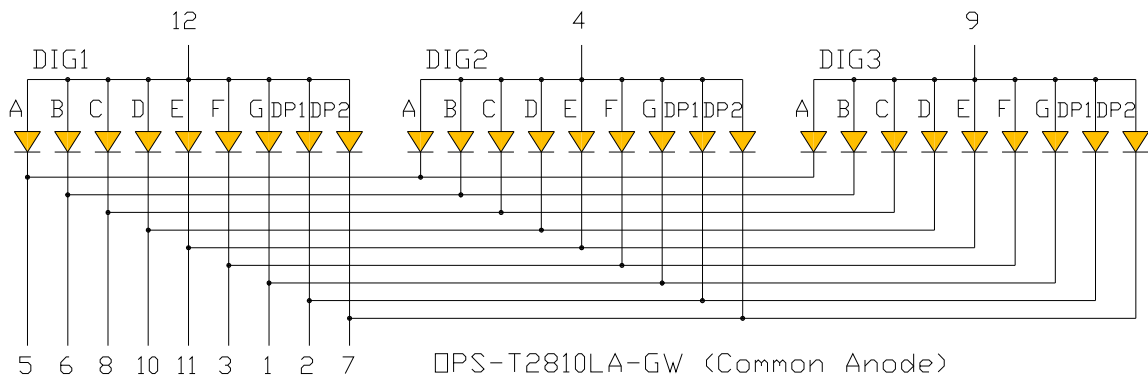 12 4 9
DIG1 DIG2 DIG3
A B C D E F G DP1 DP2 A B C D E F G DP1 DP2 A B C D E F G DP1 DP2
5 6 8 10 11 3 1 2 7 OPS-T2810LA-GW (Common Anode)